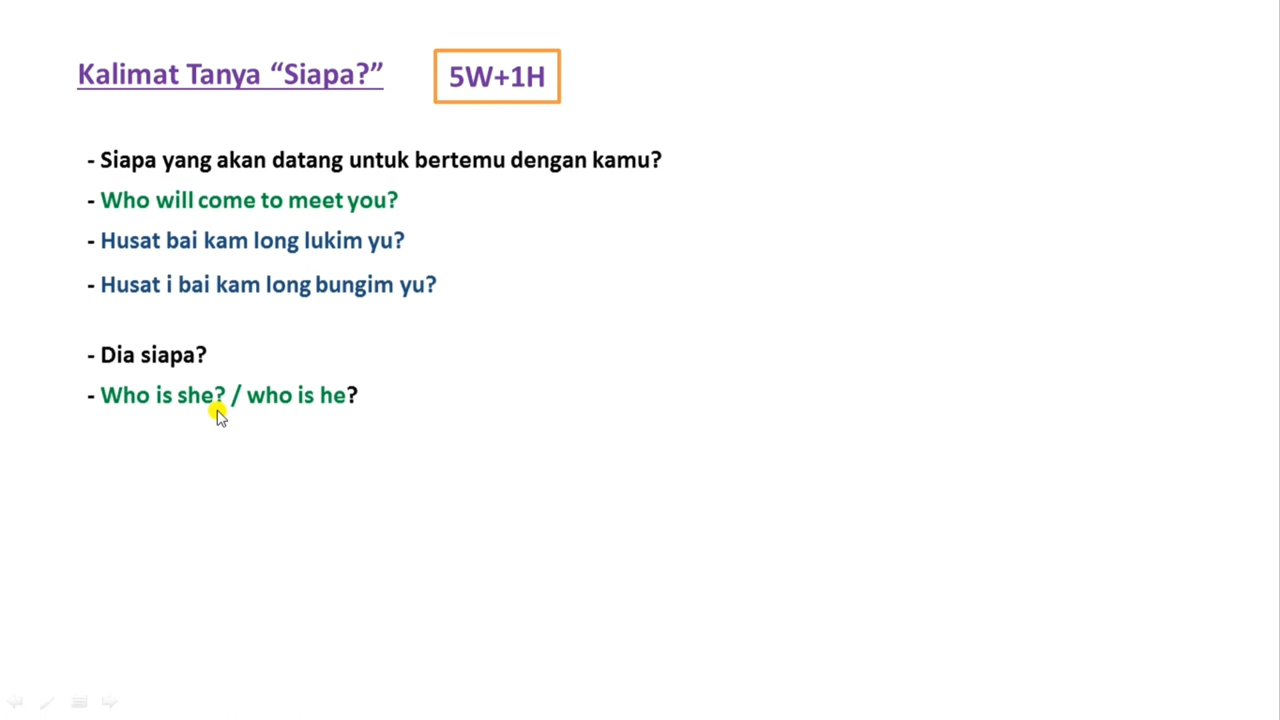 Kalimat Tanya “Siapa?”
5W+1H
- Siapa yang akan datang untuk bertemu dengan kamu?
- Who will come to meet you?
- Husat bai kam long lukim yu?
- Husat i bai kam long bungim yu?
- Dia siapa?
- Who is she? / who is he?